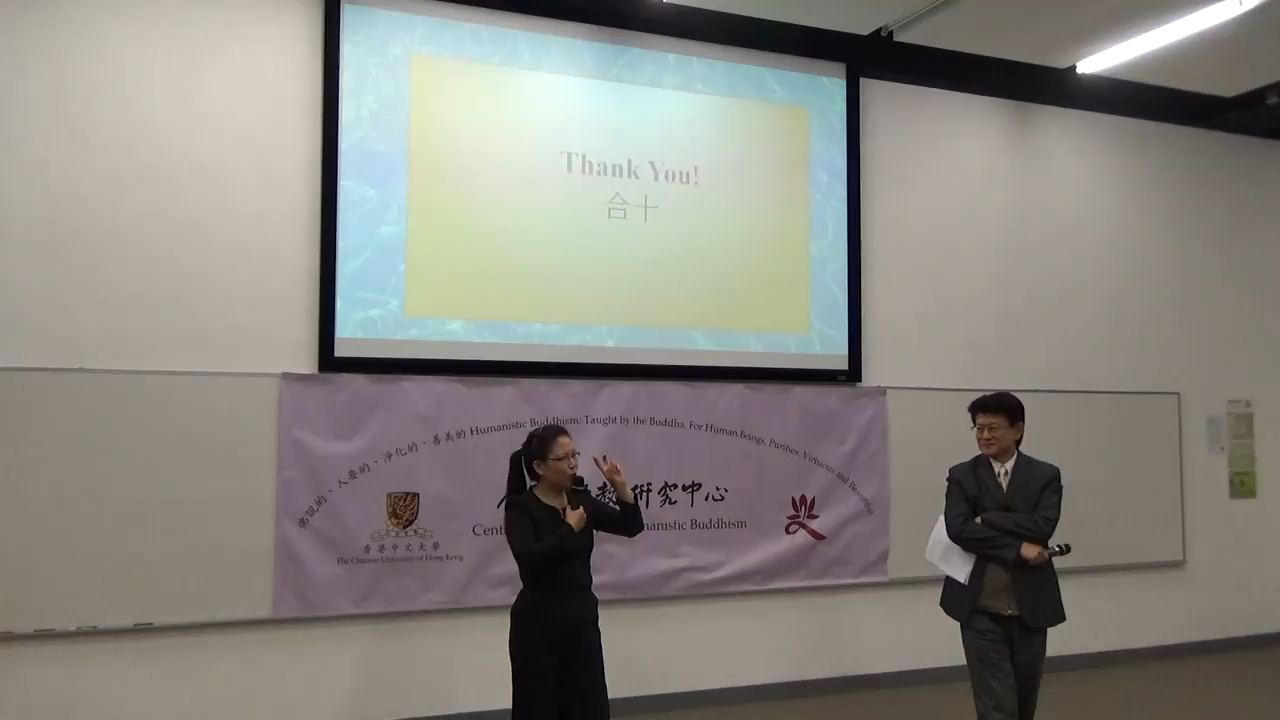 Thank You!
合十
佛說的、人要的、淨化的、善美的 Humanistic Buddhism: Taught by the Buddha, For Human Beings, Purifies, Virtuous and Beautiful
教研究中心
Cent manistic Buddhism
香港中文大學
The Chinese University of Hong Kong